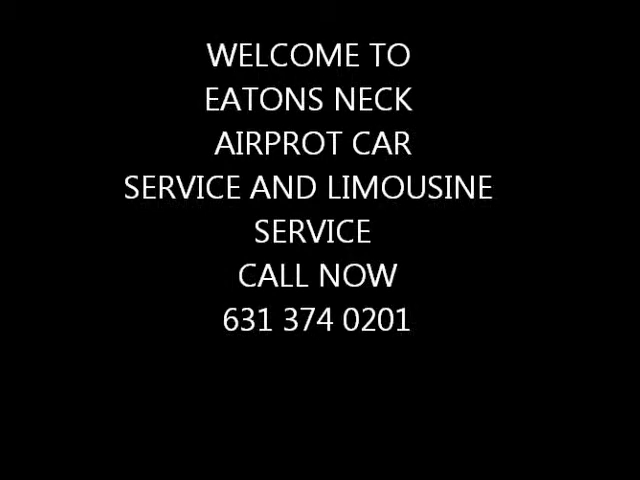 WELCOME TO
EATONS NECK
AIRPROT CAR
SERVICE AND LIMOUSINE
SERVICE
CALL NOW
631 374 0201